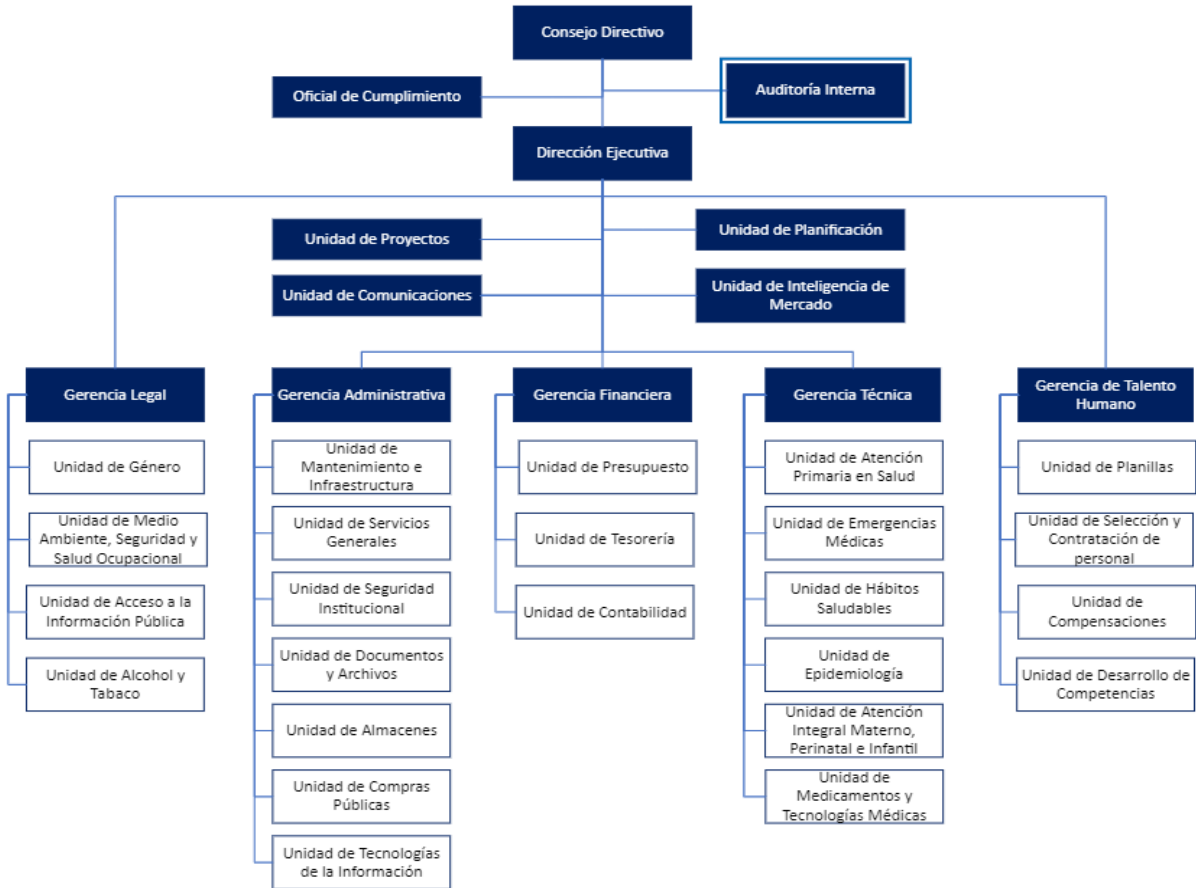 Consejo Directivo
Oficial de Cumplimiento
Auditoría Interna
Dirección Ejecutiva
Unidad de Proyectos
Unidad de Planificación
Unidad de Comunicaciones
Unidad de Inteligencia de
Mercado
Gerencia Legal
Unidad de Género
Unidad de Medio
Ambiente, Seguridad y
Salud Ocupacional
Unidad de Acceso a la
Información Pública
Unidad de Alcohol y
Tabaco
Gerencia Administrativa
Unidad de
Mantenimiento e
Infraestructura
Unidad de Servicios
Generales
Unidad de Seguridad
Institucional
Unidad de Documentos
y Archivos
Unidad de Almacenes
Unidad de Compras
Públicas
Unidad de Tecnologías
de la Información
Gerencia Financiera
Unidad de Presupuesto
Unidad de Tesorería
Unidad de Contabilidad
Gerencia Técnica
Unidad de Atención
Primaria en Salud
Unidad de Emergencias
Médicas
Unidad de Hábitos
Saludables
Unidad de
Epidemiología
Unidad de Atención
Integral Materno,
Perinatal e Infantil
Unidad de
Medicamentos y
Tecnologías Médicas
Gerencia de Talento
Humano
Unidad de Planillas
Unidad de Selección y
Contratación de
personal
Unidad de
Compensaciones
Unidad de Desarrollo de
Competencias